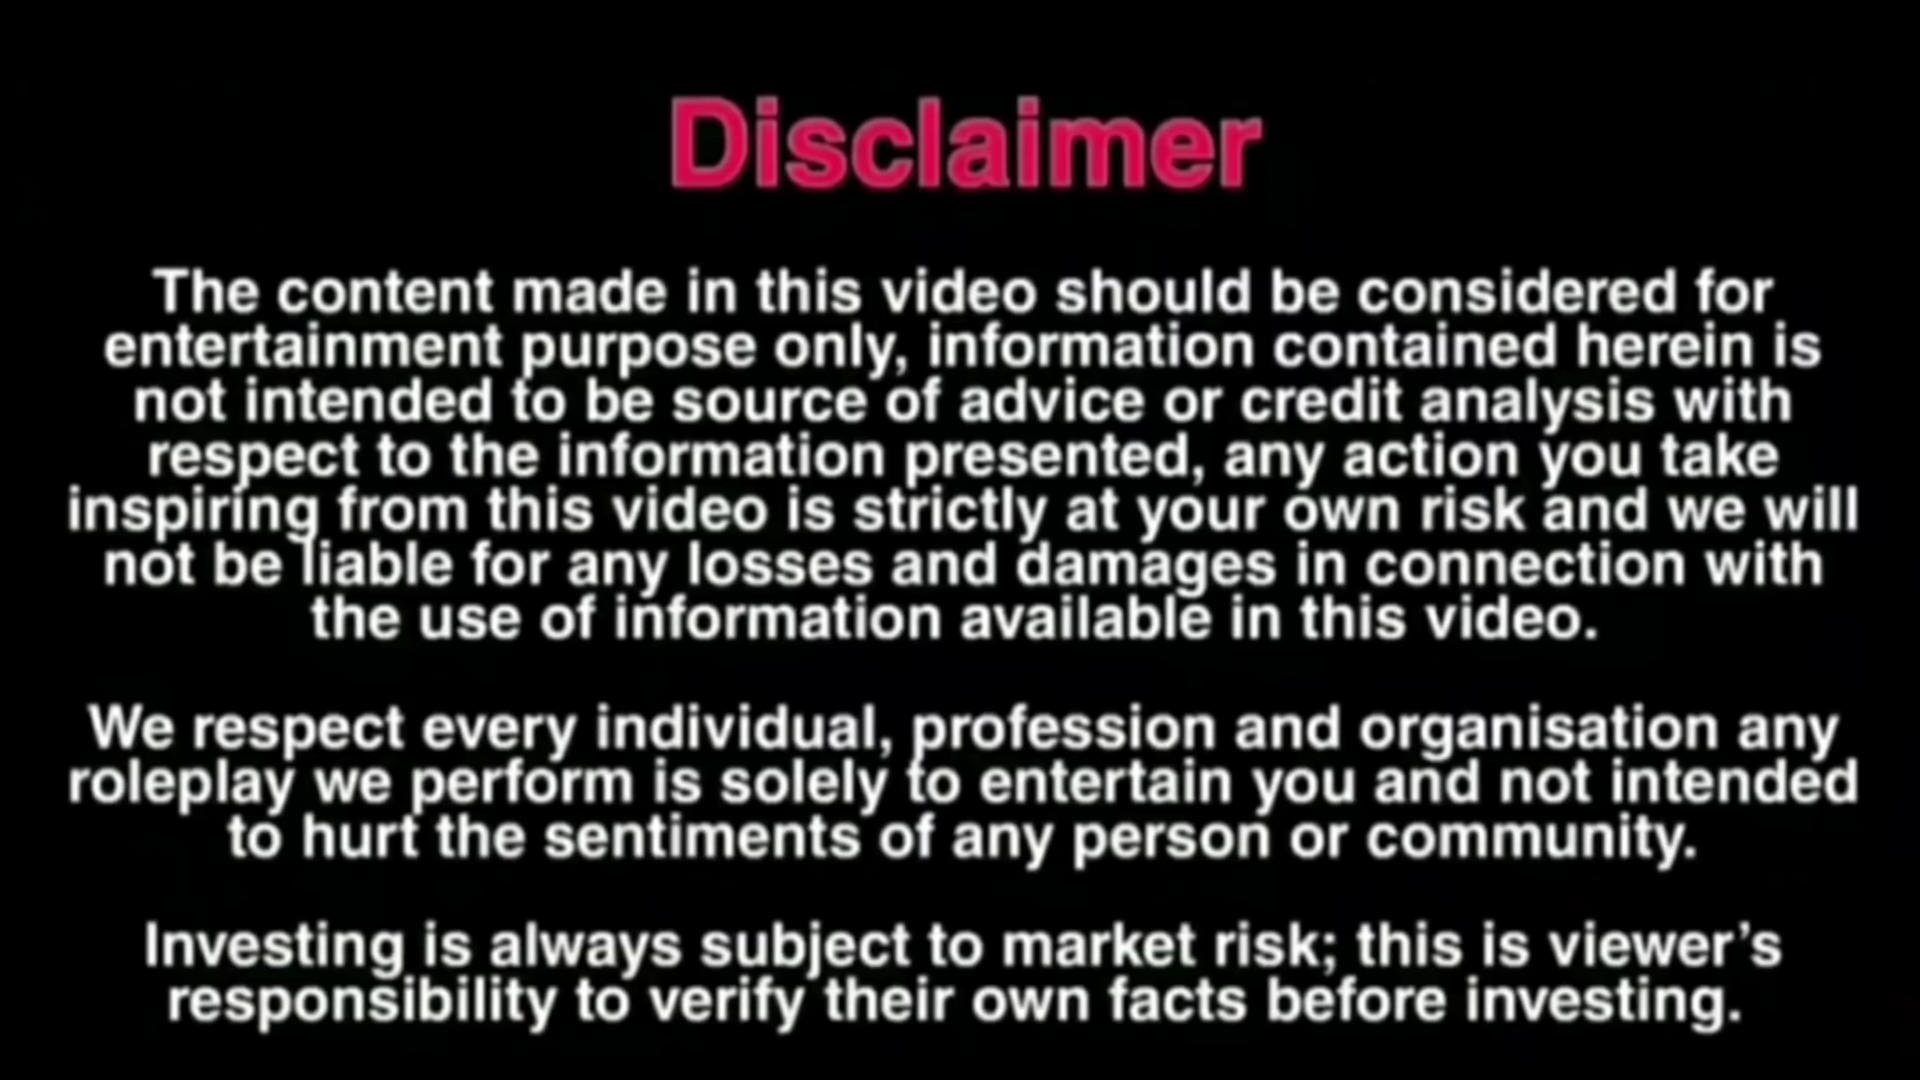 Disclaimer
The content made in this video should be considered for
entertainment purpose only, information contained herein is
not intended to be source of advice or credit analysis with
respect to the information presented, any action you take
inspiring from this video is strictly at your own risk and we will
not be liable for any losses and damages in connection with
the use of information available in this video.
We respect every individual, profession and organisation any
roleplay we perform is solely to entertain you and not intended
to hurt the sentiments of any person or community.
Investing is always subject to market risk; this is viewer’s
responsibility to verify their own facts before investing.